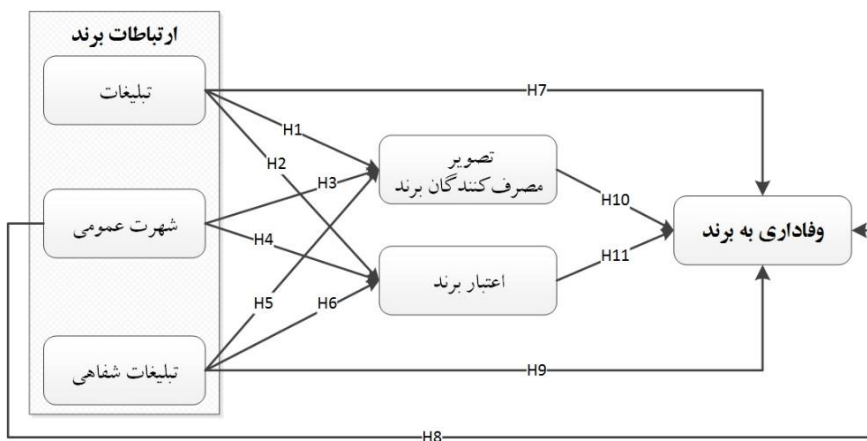 ارتباطات برند
تبلیغات
شهرت عمومی
تبلیغات شفاهی
تصویر
مصرف‌کنندگان برند
اعتبار برند
وفاداری به برند
H1
H2
H3
H4
H5
H6
H7
H8
H9
H10
H11